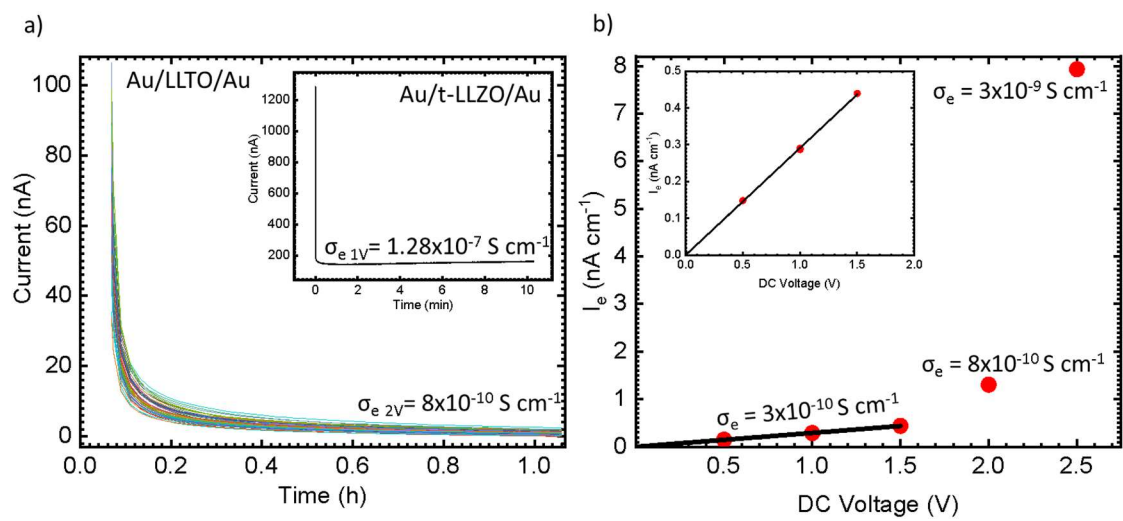 a)
Au/LLTO/Au
Current (nA)
100
80
60
40
20
0
0.0 0.2 0.4 0.6 0.8 1.0
Time (h)
σe 2V= 8x10-10 S cm-1
Au/t-LLZO/Au
Current (nA)
1200
1000
800
600
400
200
0 2 4 6 8 10
Time (min)
σe 1V= 1.28x10-7 S cm-1
b)
Ie (nA cm-1)
8
7
6
5
4
3
2
1
0
0.5 1.0 1.5 2.0 2.5
DC Voltage (V)
σe = 3x10-9 S cm-1
σe = 8x10-10 S cm-1
σe = 3x10-10 S cm-1
Ie (nA cm-1)
0.5
0.4
0.3
0.2
0.1
0.0
0.0 0.5 1.0 1.5 2.0
DC Voltage (V)